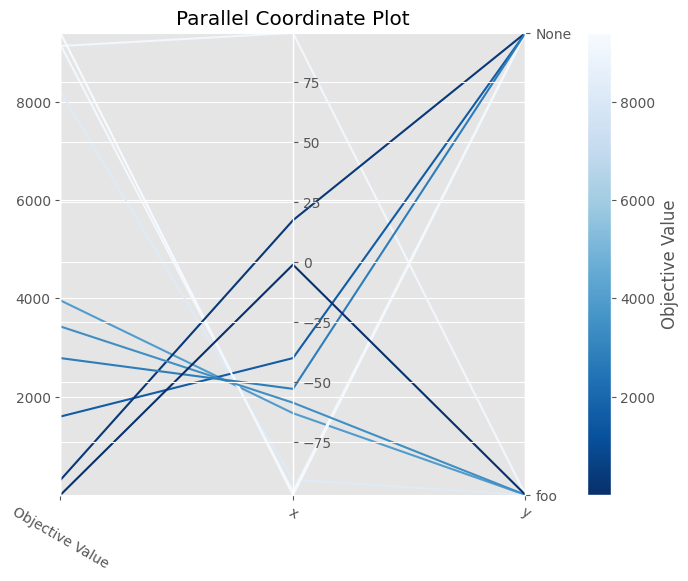 Parallel Coordinate Plot
None
8000
75
8000
50
6000
25
6000
0
4000
−25
4000
Objective Value
−50
2000
2000
−75
foo
Objective Value
x
y